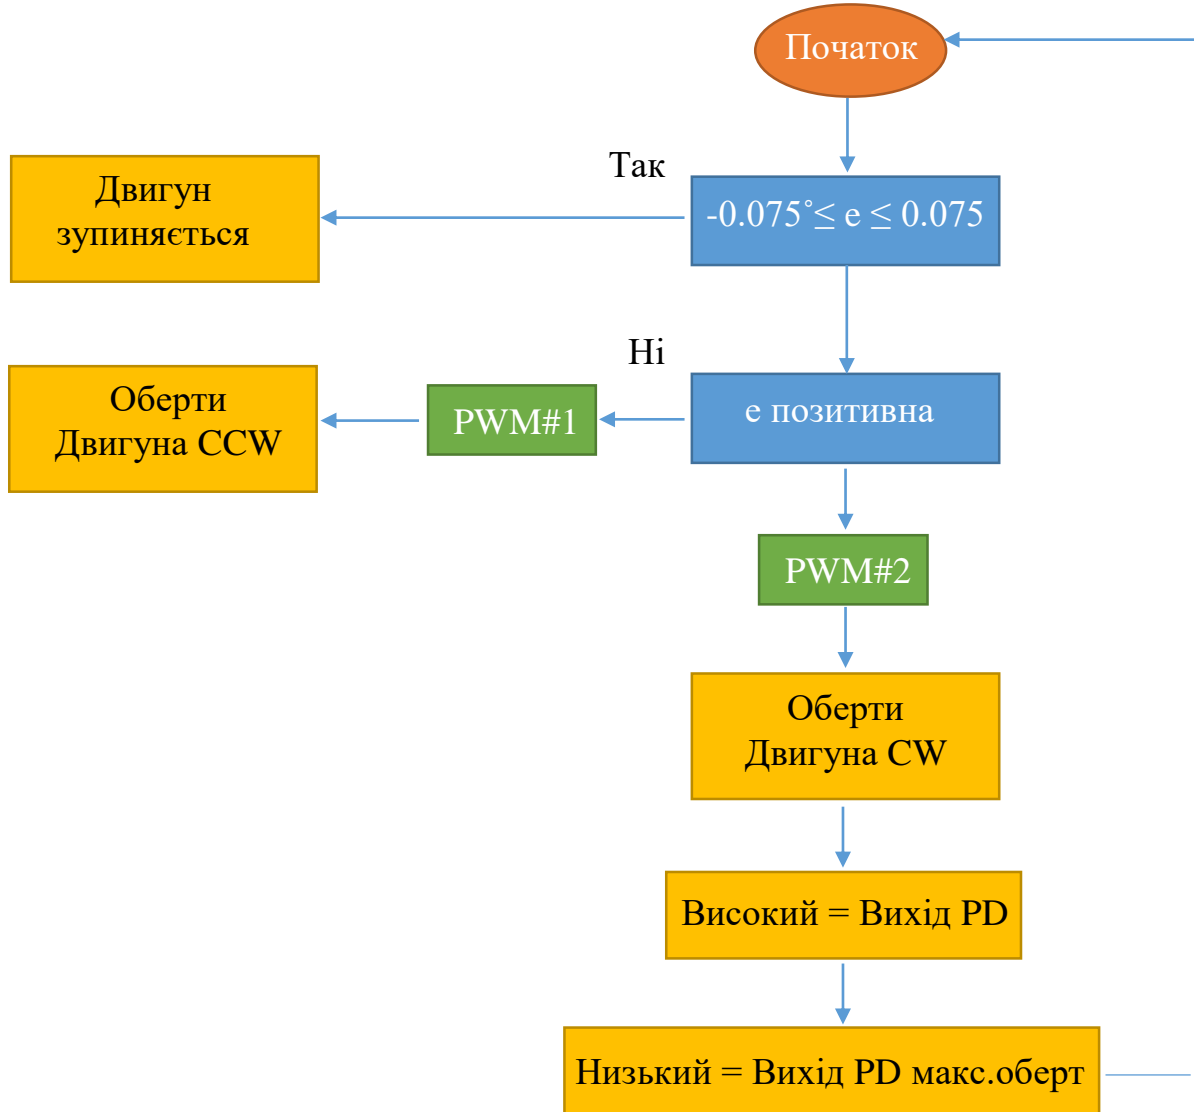 Початок
Так
Двигун
зупиняється
-0.075°≤ e ≤ 0.075
Ні
Оберти
Двигуна CCW
PWM#1
е позитивна
PWM#2
Оберти
Двигуна CW
Високий = Вихід PD
Низький = Вихід PD макс.оберт